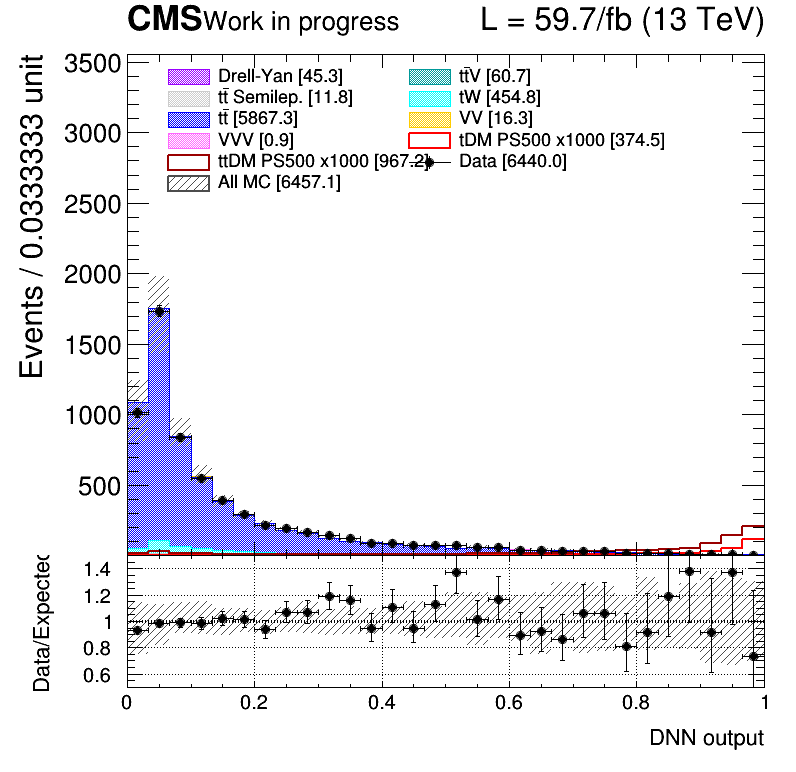 CMS Work in progress L = 59.7/fb (13 TeV)
Events / 0.0333333 unit
3500
3000
2500
2000
1500
1000
500
Drell-Yan [45.3]
tt̄V [60.7]
tt̄ Semilep. [11.8]
tW [454.8]
tt̄ [5867.3]
VV [16.3]
VVV [0.9]
tDM PS500 x1000 [374.5]
ttDM PS500 x1000 [967.2]
Data [6440.0]
All MC [6457.1]
Data/Expected
1.4
1.2
1
0.8
0.6
0 0.2 0.4 0.6 0.8 1
DNN output